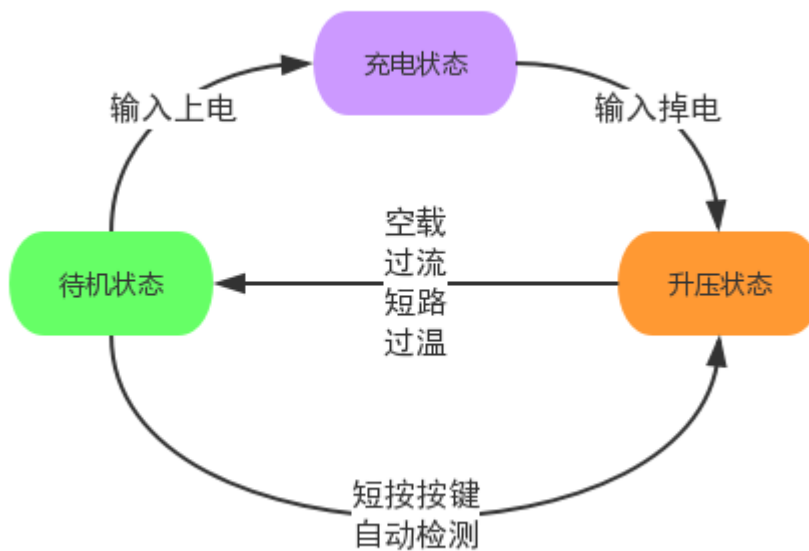 充电状态
输入上电
输入掉电
空载
过流
短路
过温
待机状态
升压状态
短按按键
自动检测